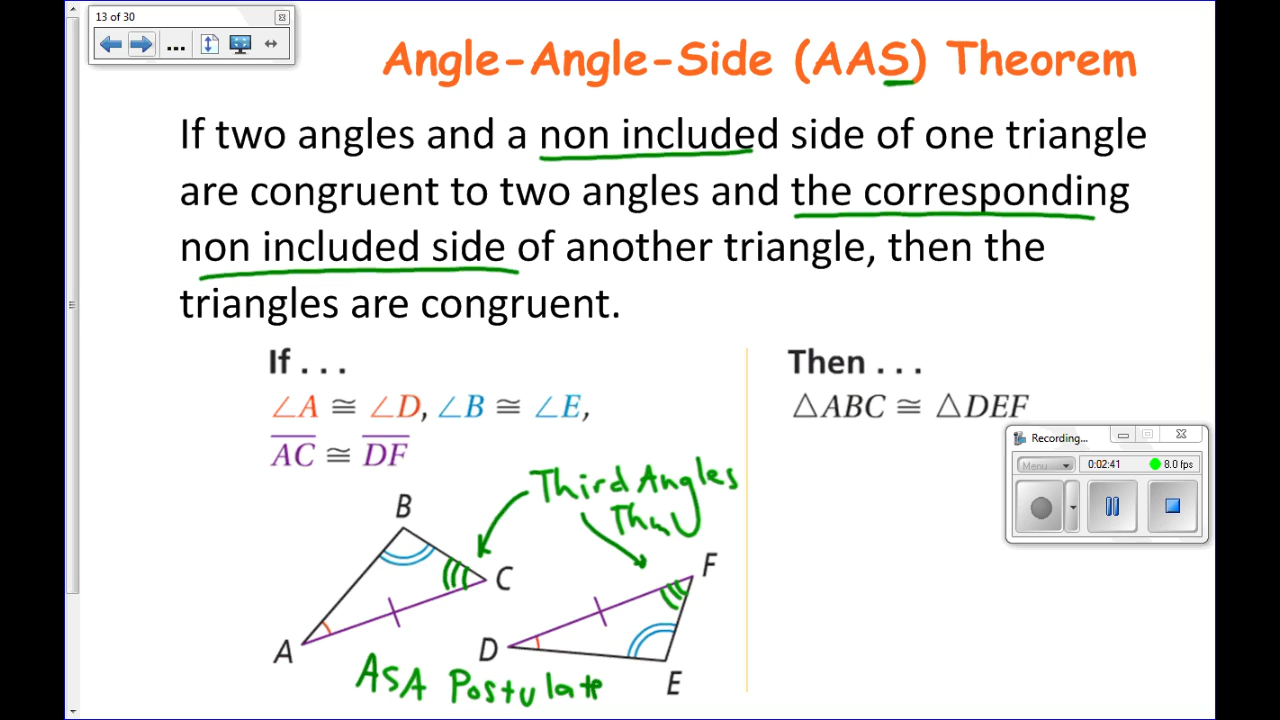 13 of 30
Angle-Angle-Side (AAS) Theorem
If two angles and a non included side of one triangle
are congruent to two angles and the corresponding
non included side of another triangle, then the
triangles are congruent.
If . . .
∠A ≅ ∠D, ∠B ≅ ∠E,
AC ≅ DF
Then . . .
△ABC ≅ △DEF
Recording...
Menu
0:02:41
8.0 fps
Third Angles
Thm
B
C
A
F
D
E
ASA Postulate